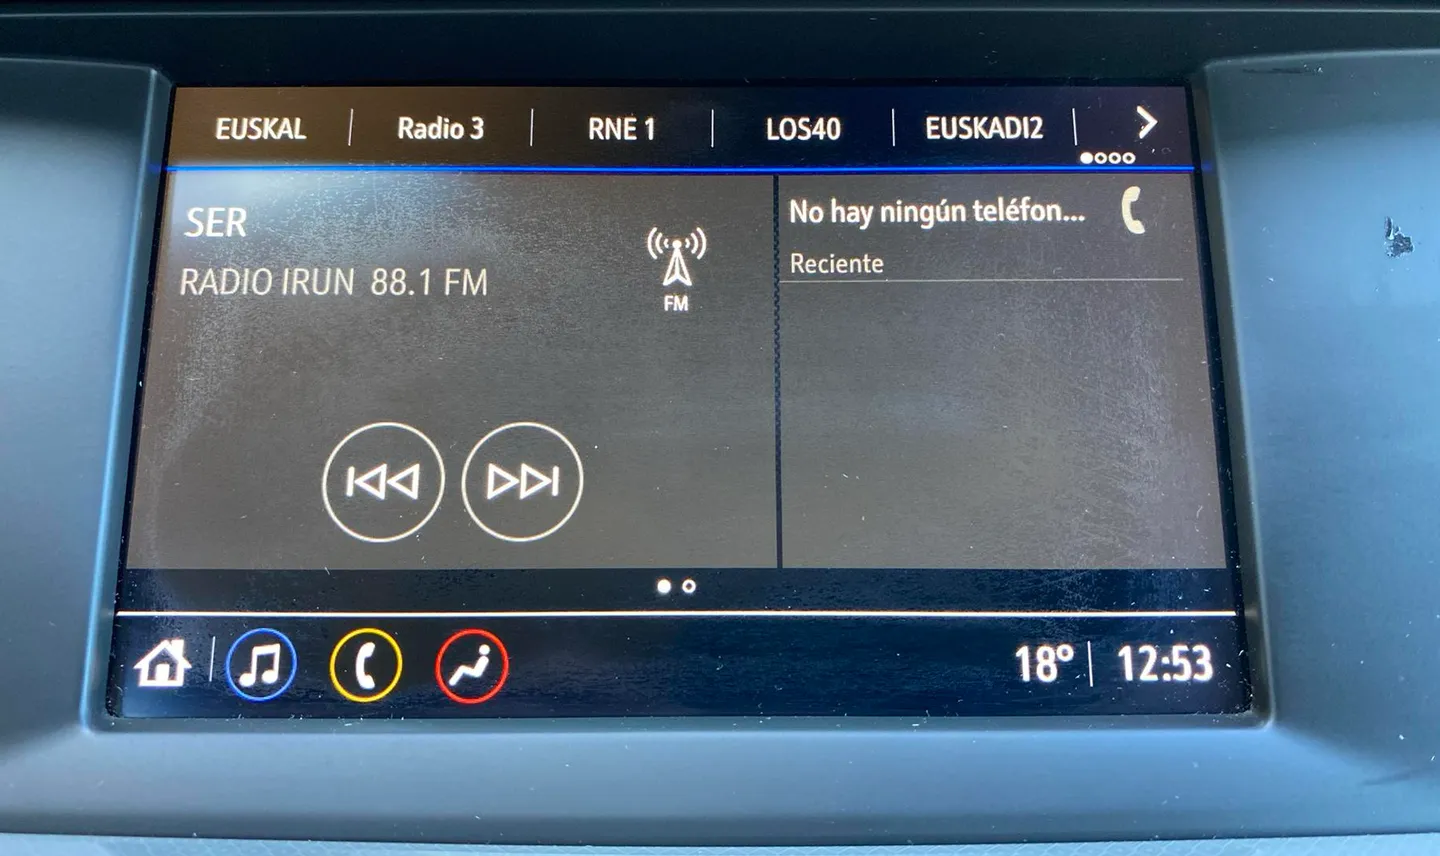 EUSKAL Radio 3 RNE 1 LOS40 EUSKADI2
SER
RADIO IRUN 88.1 FM
FM
No hay ningún teléfon...
Reciente
18° 12:53